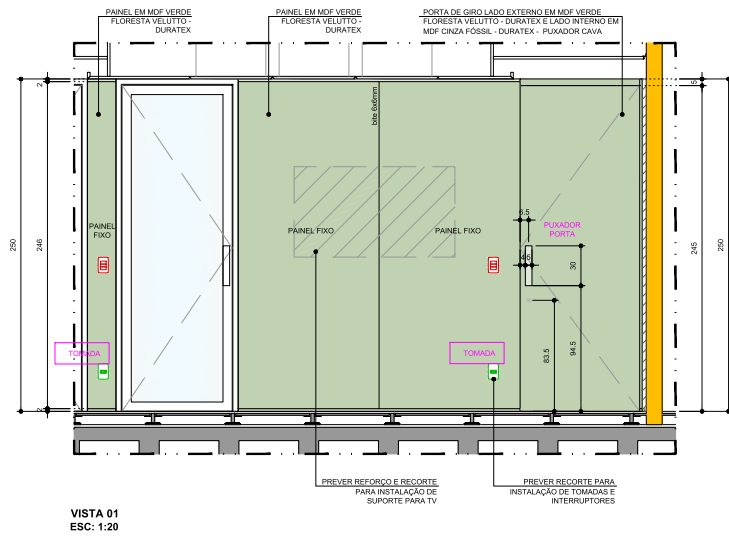 PAINEL EM MDF VERDE
FLORESTA VELUTTO -
DURATEX
PAINEL EM MDF VERDE
FLORESTA VELUTTO -
DURATEX
PORTA DE GIRO LADO EXTERNO EM MDF VERDE
FLORESTA VELUTTO - DURATEX E LADO INTERNO EM
MDF CINZA FÓSSIL - DURATEX - PUXADOR CAVA
2
5
bite 6x6mm
6.5
PUXADOR
PORTA
PAINEL
FIXO
PAINEL FIXO
PAINEL FIXO
250
246
4.5
30
245
250
TOMADA
TOMADA
83.5
94.5
2
PREVER REFORÇO E RECORTE
PARA INSTALAÇÃO DE
SUPORTE PARA TV
PREVER RECORTE PARA
INSTALAÇÃO DE TOMADAS E
INTERRUPTORES
VISTA 01
ESC: 1:20